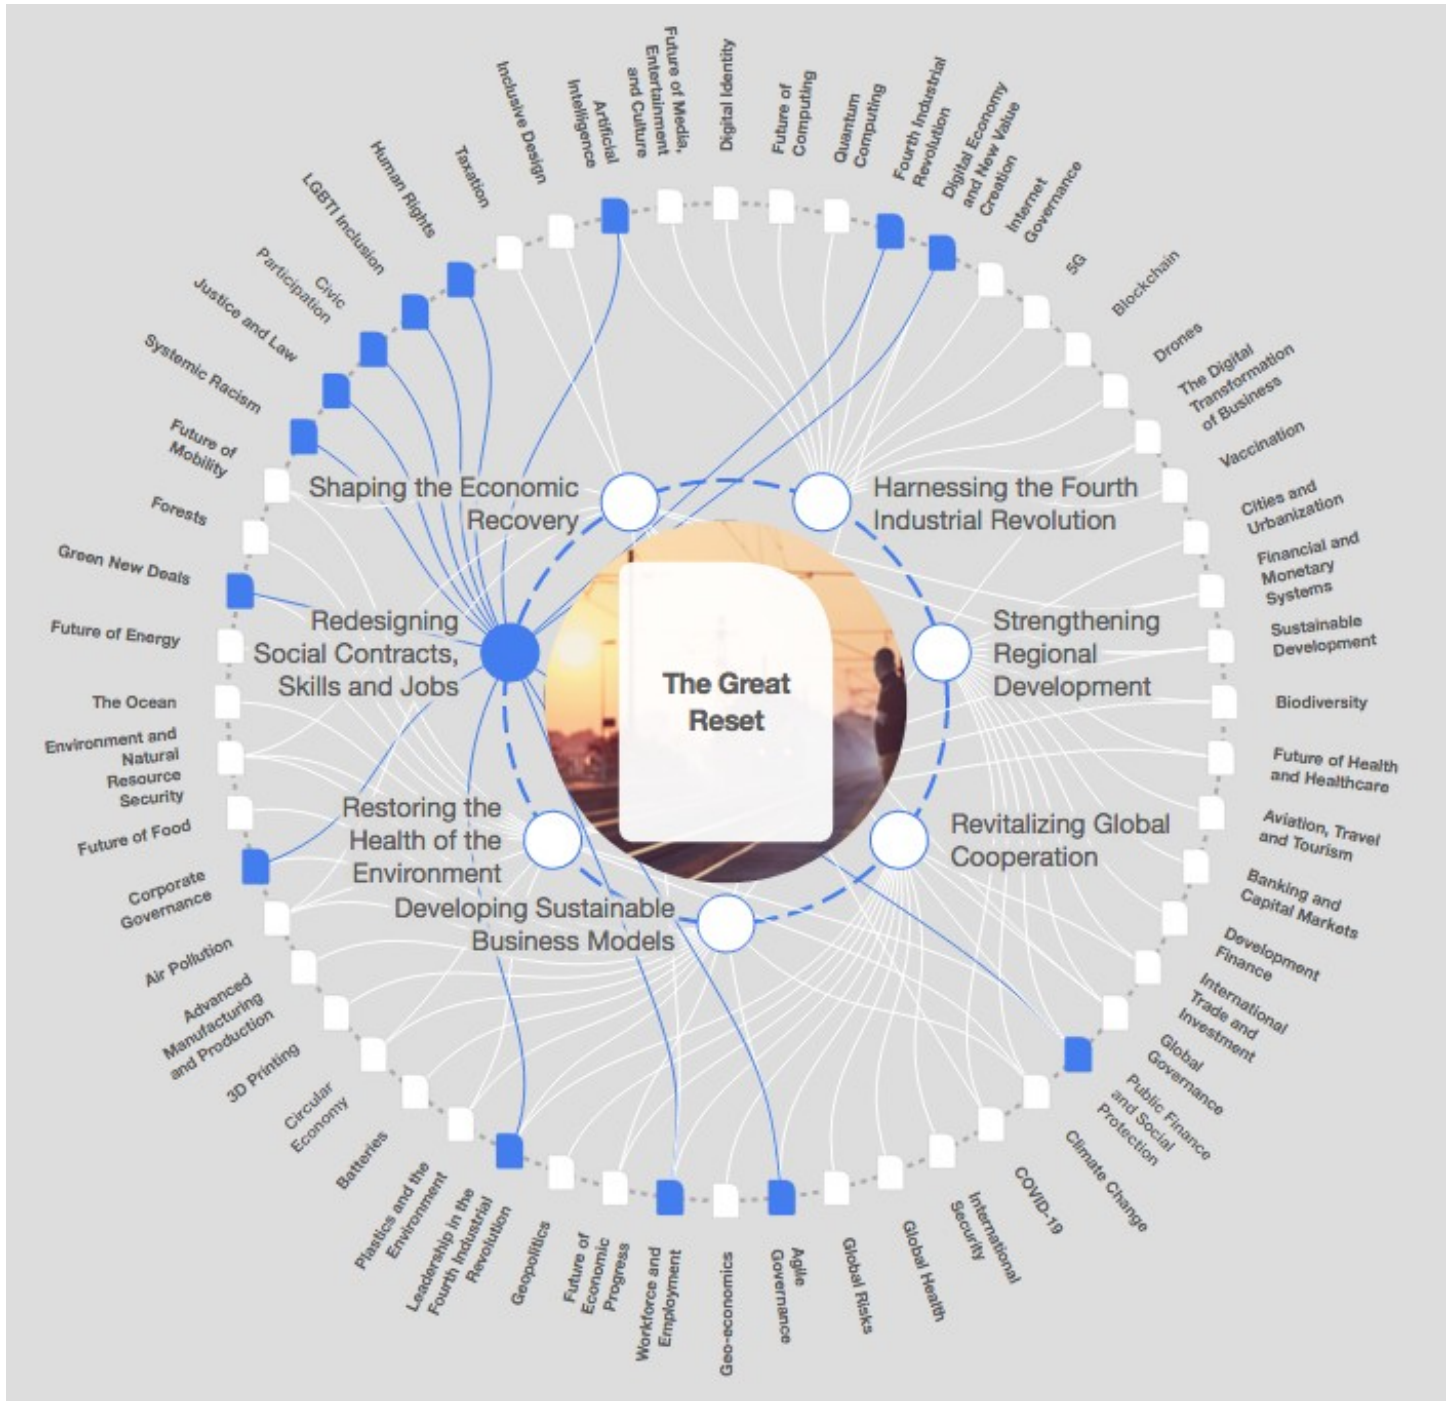 The Great
Reset
Shaping the Economic
Recovery
Harnessing the Fourth
Industrial Revolution
Strengthening
Regional
Development
Revitalizing Global
Cooperation
Developing Sustainable
Business Models
Restoring the
Health of the
Environment
Redesigning
Social Contracts,
Skills and Jobs
Digital Identity
Future of
Computing
Quantum
Computing
Fourth Industrial
Revolution
Digital Economy
and New Value
Creation
Internet
Governance
5G
Blockchain
Drones
The Digital
Transformation
of Business
Vaccination
Cities and
Urbanization
Financial and
Monetary
Systems
Sustainable
Development
Biodiversity
Future of Health
and Healthcare
Aviation, Travel
and Tourism
Banking and
Capital Markets
Development
Finance
International
Trade and
Investment
Global
Governance
Public Finance
and Social
Protection
Climate Change
COVID-19
International
Security
Global Health
Global Risks
Agile
Governance
Geo-economics
Workforce and
Employment
Future of
Economic
Progress
Geopolitics
Leadership in the
Fourth Industrial
Revolution
Plastics and the
Environment
Batteries
Circular
Economy
3D Printing
Advanced
Manufacturing
and Production
Air Pollution
Corporate
Governance
Future of Food
Environment and
Natural
Resource
Security
The Ocean
Future of Energy
Green New Deals
Forests
Future of
Mobility
Systemic Racism
Justice and Law
Civic
Participation
LGBTI Inclusion
Human Rights
Taxation
Inclusive Design
Artificial
Intelligence
Future of Media,
Entertainment
and Culture